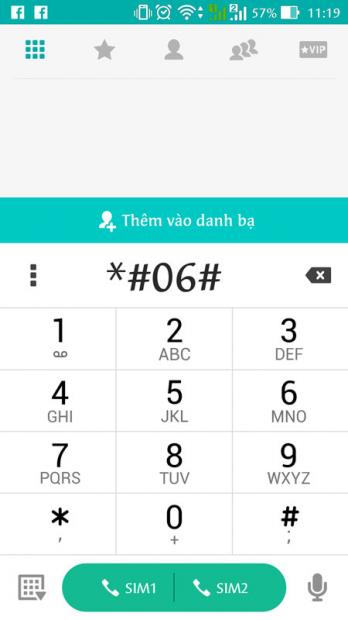 57% 11:19
VIP
Thêm vào danh bạ
*#06#
1 2 3
ABC DEF
4 5 6
GHI JKL MNO
7 8 9
PQRS TUV WXYZ
* 0 #
, + ;
SIM1 SIM2